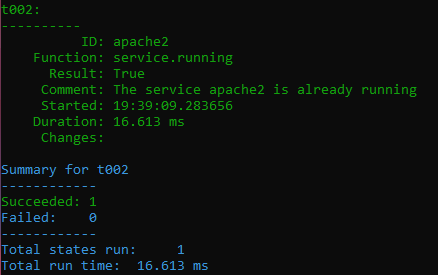 t002:
----------
          ID: apache2
    Function: service.running
      Result: True
     Comment: The service apache2 is already running
     Started: 19:39:09.283656
    Duration: 16.613 ms
     Changes:

Summary for t002
------------
Succeeded: 1
Failed:    0
------------
Total states run:     1
Total run time:  16.613 ms